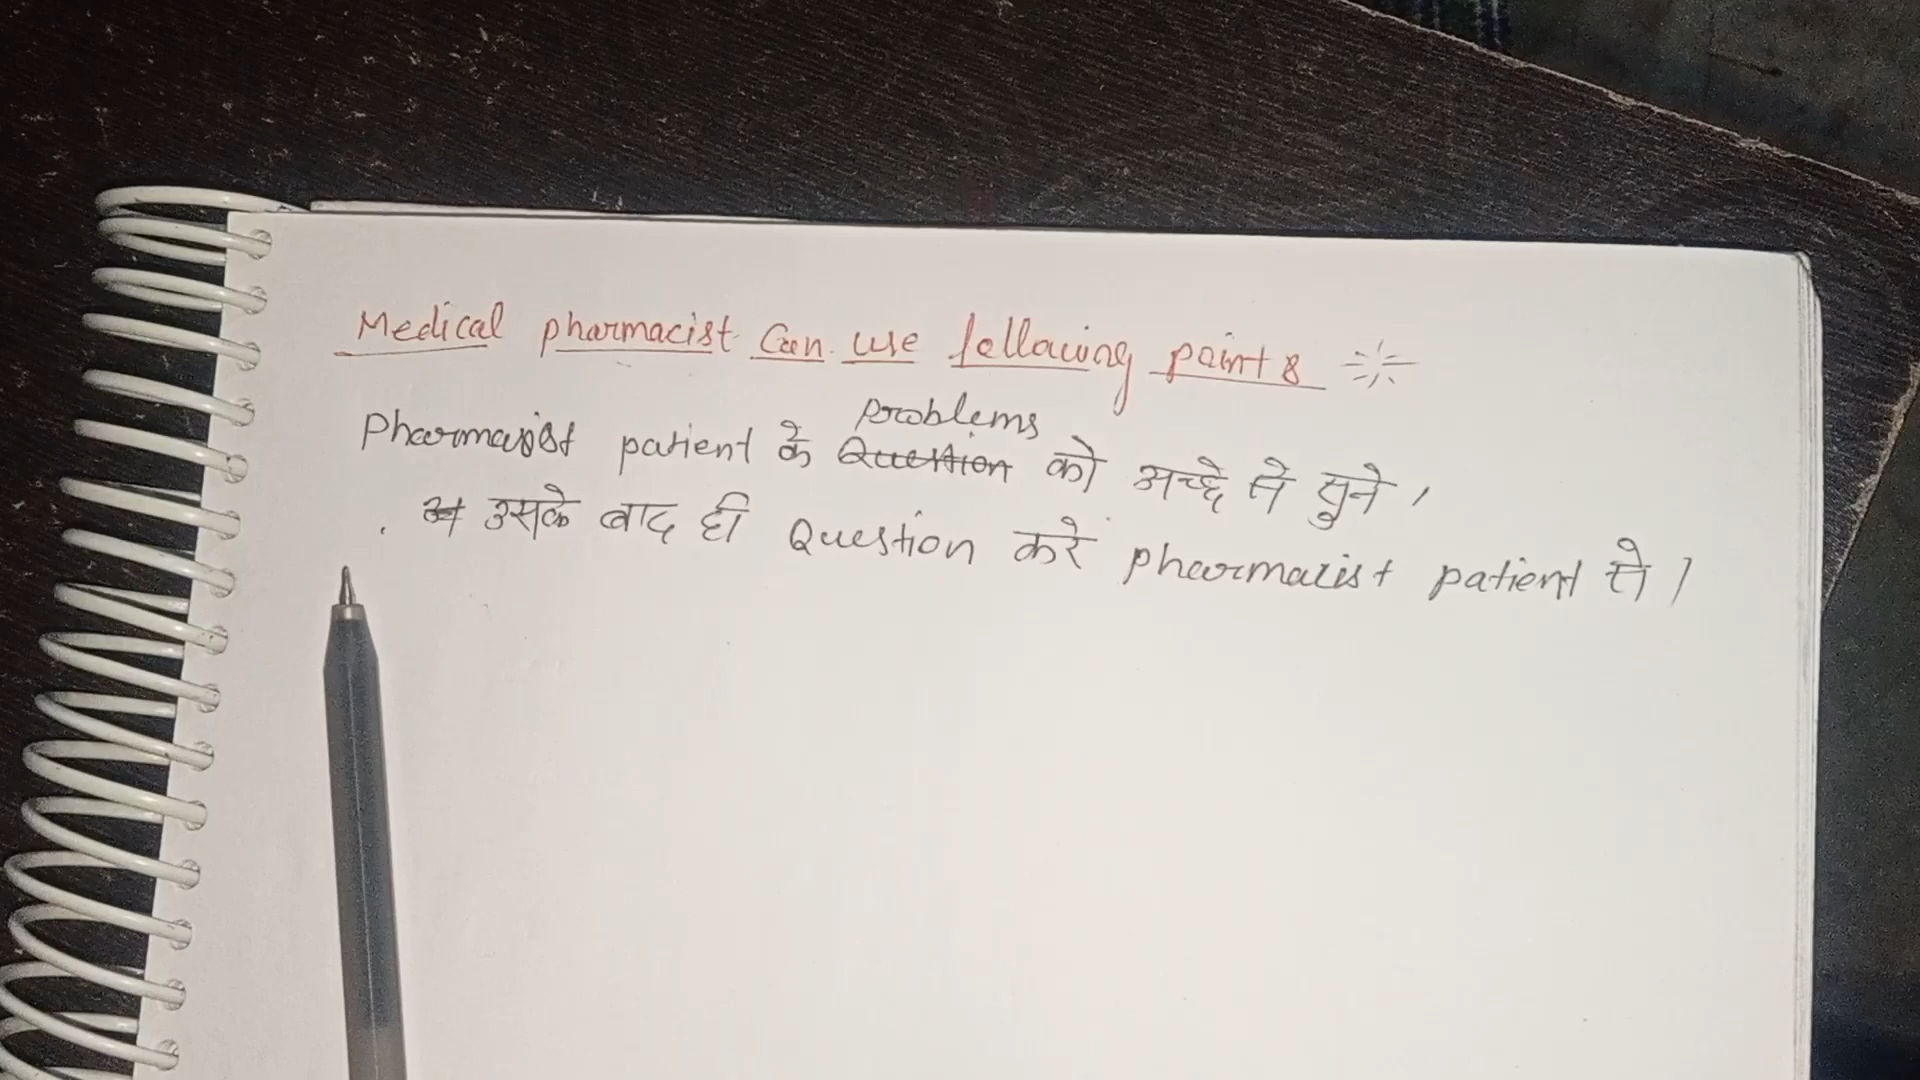 Medical pharmacist can use following points
problems
Pharmacist patient के Question को अच्छे से सुने,
उसके बाद ही Question करे pharmacist patient से।